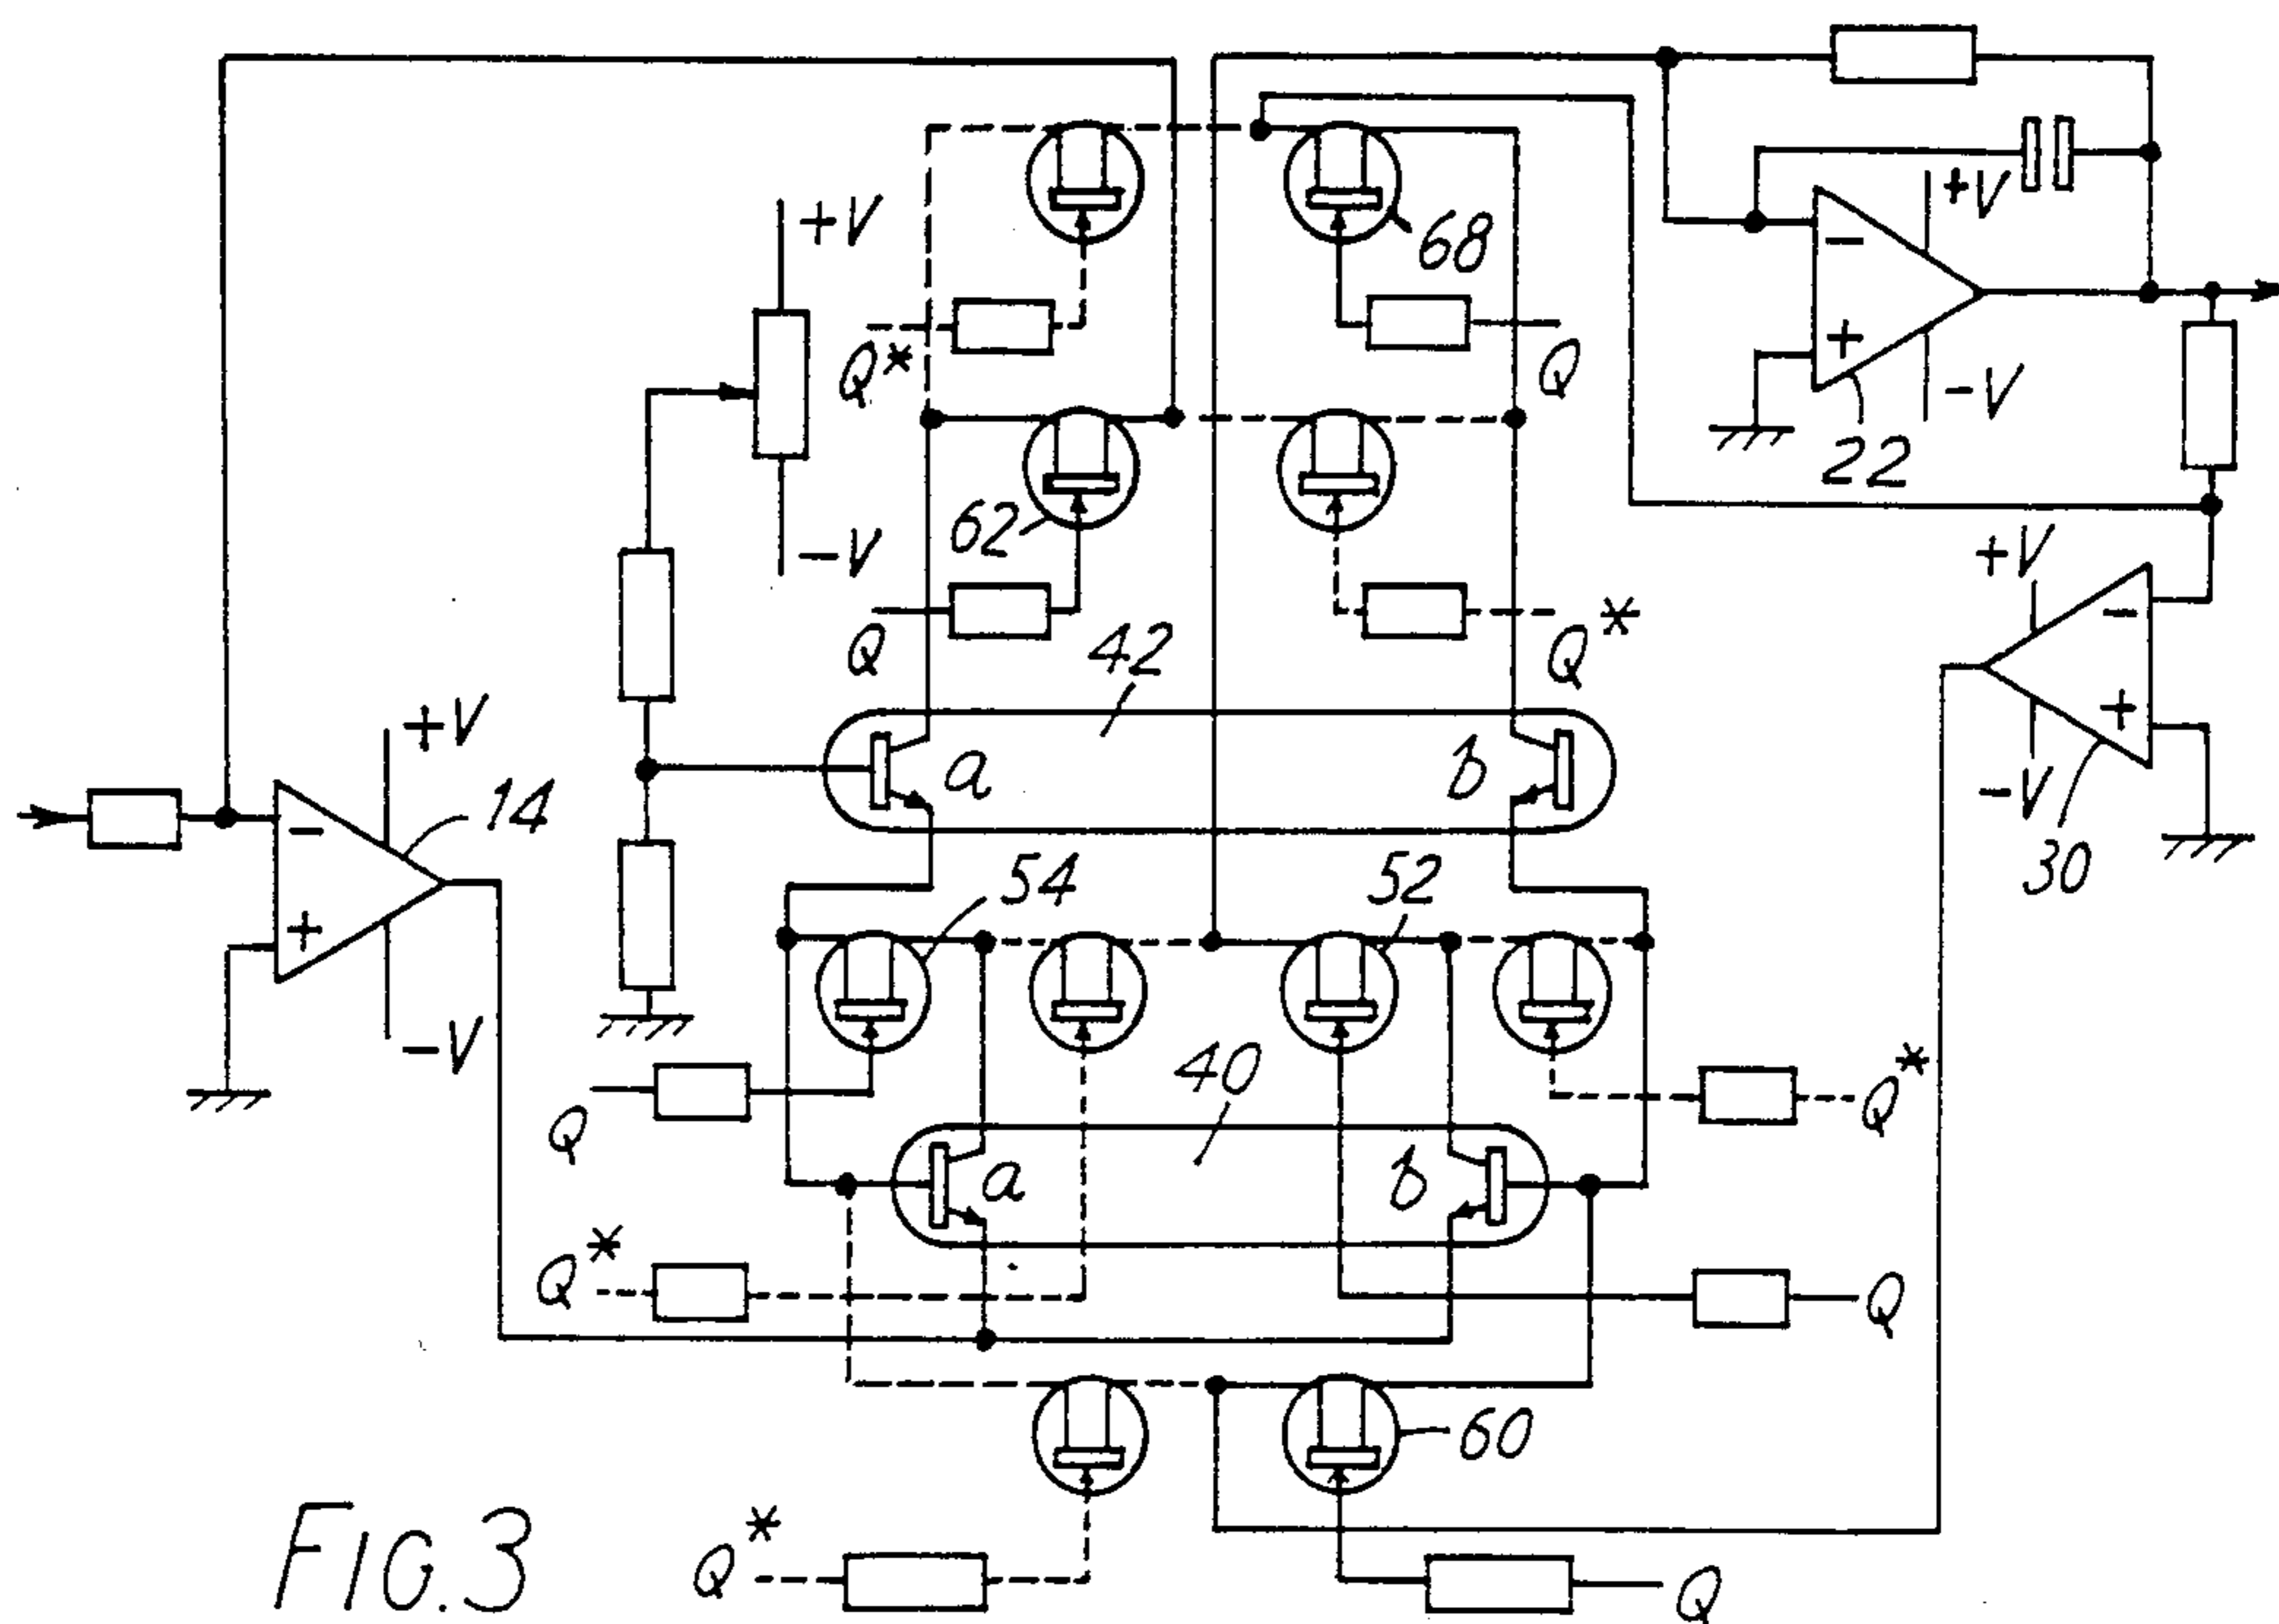 +V
68
+V
Q*
Q
-V
22
-V
62
+V
Q
42
Q*
+V
a
b
14
-
-
+
-
+
-V
30
54
52
+
-V
40
Q*
Q
a
b
Q*
Q
60
FIG.3
Q*
Q